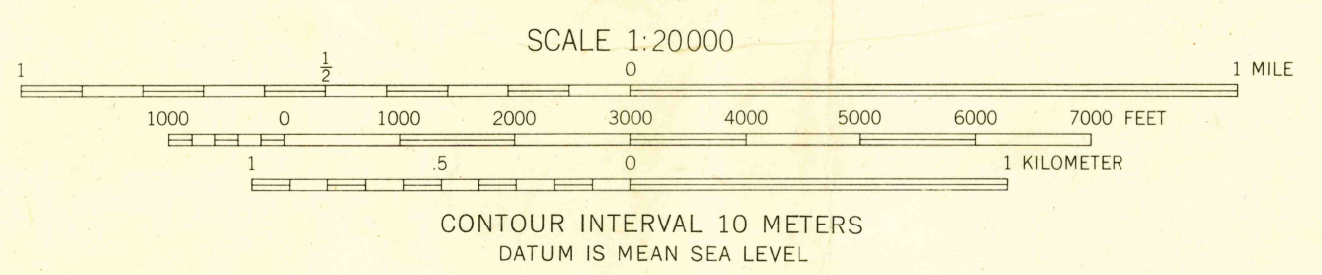 SCALE 1:20000
1 1/2 0 1 MILE
1000 0 1000 2000 3000 4000 5000 6000 7000 FEET
1 .5 0 1 KILOMETER
CONTOUR INTERVAL 10 METERS
DATUM IS MEAN SEA LEVEL